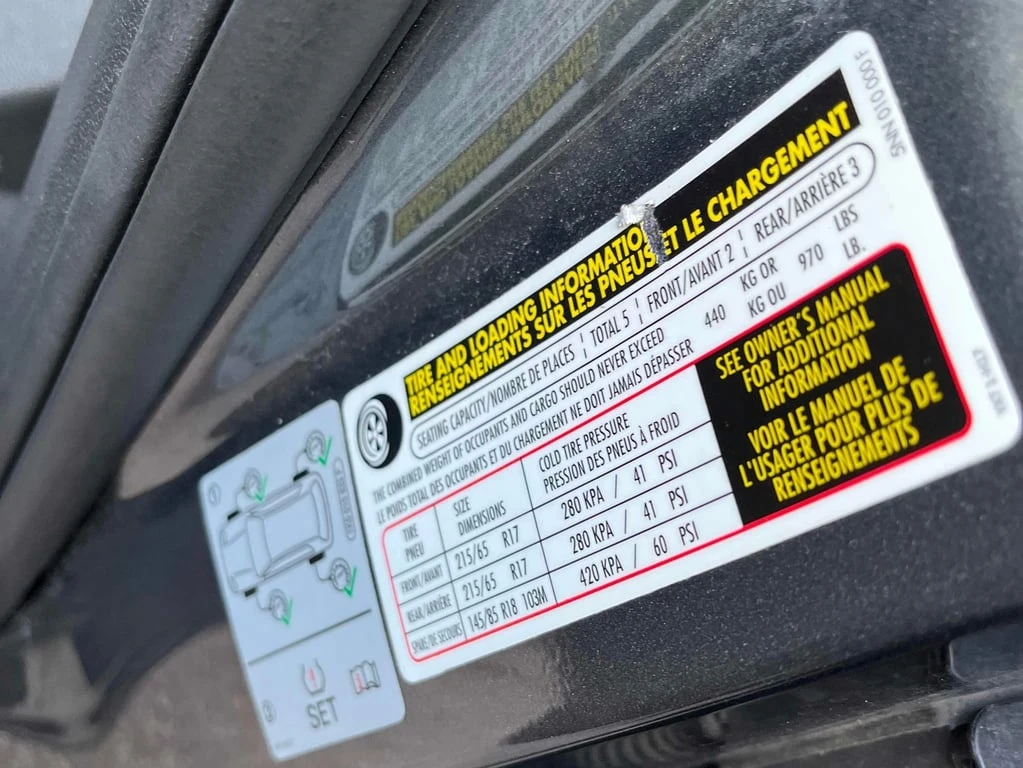 5NN 010 000 F
TIRE AND LOADING INFORMATION
RENSEIGNEMENTS SUR LES PNEUS ET LE CHARGEMENT
SEATING CAPACITY/NOMBRE DE PLACES ¦ TOTAL 5 ¦ FRONT/AVANT 2 ¦ REAR/ARRIÈRE 3
THE COMBINED WEIGHT OF OCCUPANTS AND CARGO SHOULD NEVER EXCEED 440 KG OR 970 LBS
LE POIDS TOTAL DES OCCUPANTS ET DU CHARGEMENT NE DOIT JAMAIS DÉPASSER KG OU LB.
TIRE SIZE COLD TIRE PRESSURE
PNEU DIMENSIONS PRESSION DES PNEUS À FROID
FRONT/AVANT 215/65 R17 280 KPA / 41 PSI
REAR/ARRIÈRE 215/65 R17 280 KPA / 41 PSI
SPARE/DE SECOURS 145/85 R18 103M 420 KPA / 60 PSI
SEE OWNER'S MANUAL
FOR ADDITIONAL
INFORMATION
VOIR LE MANUEL DE
L'USAGER POUR PLUS DE
RENSEIGNEMENTS
1
2
SET